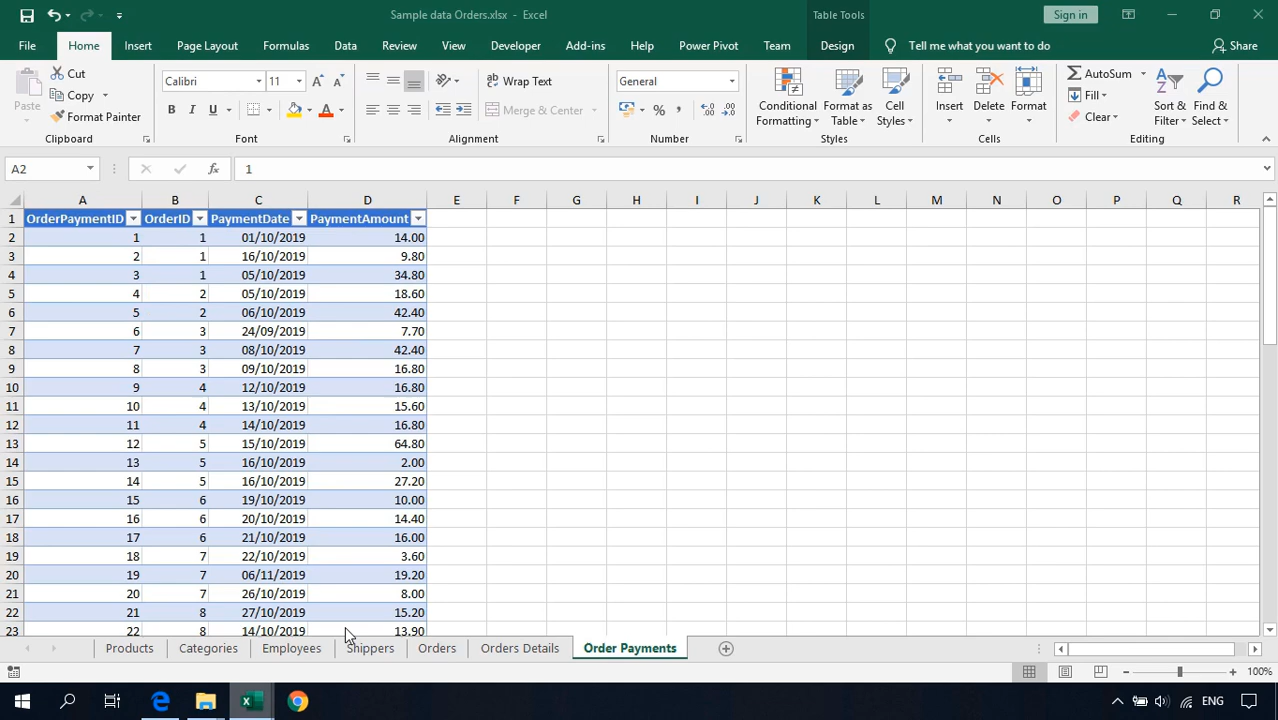 Sample data Orders.xlsx - Excel
Table Tools
Sign in
File Home Insert Page Layout Formulas Data Review View Developer Add-ins Help Power Pivot Team Design Tell me what you want to do Share
Paste
Cut
Copy
Format Painter
Clipboard
Calibri 11
B I U
Font
Wrap Text
Merge & Center
Alignment
General
%
Number
Conditional Formatting
Format as Table
Cell Styles
Styles
Insert
Delete
Format
Cells
AutoSum
Fill
Clear
Sort & Filter
Find & Select
Editing
A2 fx 1
A B C D E F G H I J K L M N O P Q R
1 OrderPaymentID OrderID PaymentDate PaymentAmount
2 1 1 01/10/2019 14.00
3 2 1 16/10/2019 9.80
4 3 1 05/10/2019 34.80
5 4 2 05/10/2019 18.60
6 5 2 06/10/2019 42.40
7 6 3 24/09/2019 7.70
8 7 3 08/10/2019 42.40
9 8 3 09/10/2019 16.80
10 9 4 12/10/2019 16.80
11 10 4 13/10/2019 15.60
12 11 4 14/10/2019 16.80
13 12 5 15/10/2019 64.80
14 13 5 16/10/2019 2.00
15 14 5 16/10/2019 27.20
16 15 6 19/10/2019 10.00
17 16 6 20/10/2019 14.40
18 17 6 21/10/2019 16.00
19 18 7 22/10/2019 3.60
20 19 7 06/11/2019 19.20
21 20 7 26/10/2019 8.00
22 21 8 27/10/2019 15.20
23 22 8 14/10/2019 13.90
Products Categories Employees Shippers Orders Orders Details Order Payments
100%
ENG